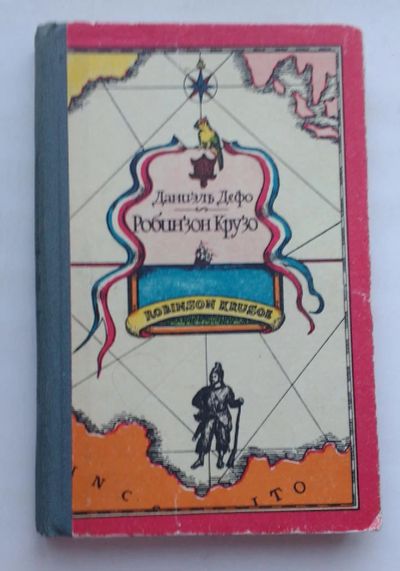 Даниэль Дефо
Робинзон Крузо
ROBINSON KRUSOE
INC
ITO